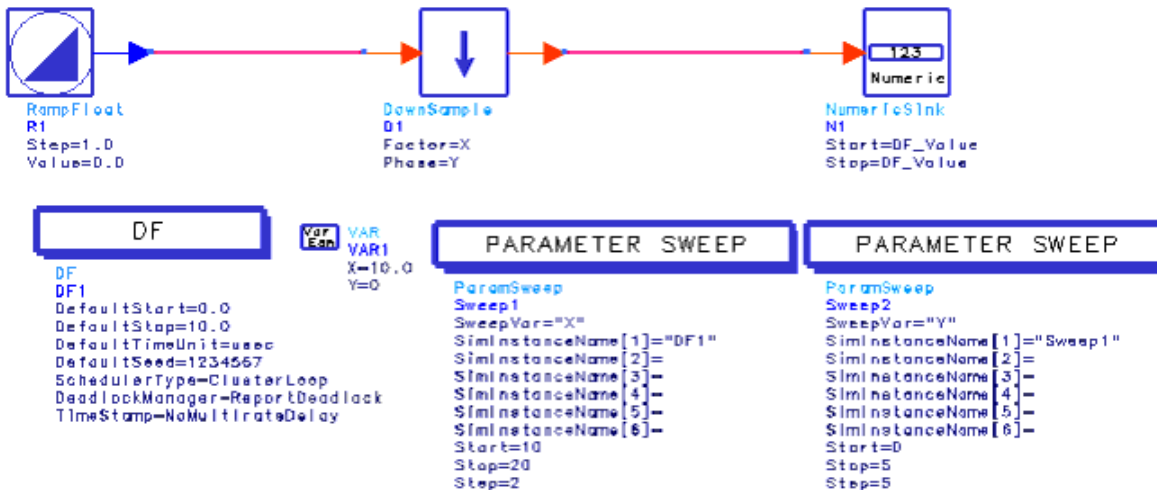 123
Numeric
RampFloat
R1
Step=1.0
Value=0.0
DownSample
D1
Factor=X
Phase=Y
NumericSink
N1
Start=DF_Value
Stop=DF_Value
DF
DF
DF1
DefaultStart=0.0
DefaultStop=10.0
DefaultTimeUnit=usec
DefaultSeed=1234567
SchedulerType=ClusterLoop
DeadlockManager=ReportDeadlock
TimeStamp=NoMultirateDelay
Var
Eqn
VAR
VAR1
X=10.0
Y=0
PARAMETER SWEEP
ParamSweep
Sweep1
SweepVar="X"
SimInstanceName[1]="DF1"
SimInstanceName[2]=
SimInstanceName[3]=
SimInstanceName[4]=
SimInstanceName[5]=
SimInstanceName[6]=
Start=10
Stop=20
Step=2
PARAMETER SWEEP
ParamSweep
Sweep2
SweepVar="Y"
SimInstanceName[1]="Sweep1"
SimInstanceName[2]=
SimInstanceName[3]=
SimInstanceName[4]=
SimInstanceName[5]=
SimInstanceName[6]=
Start=0
Stop=5
Step=5